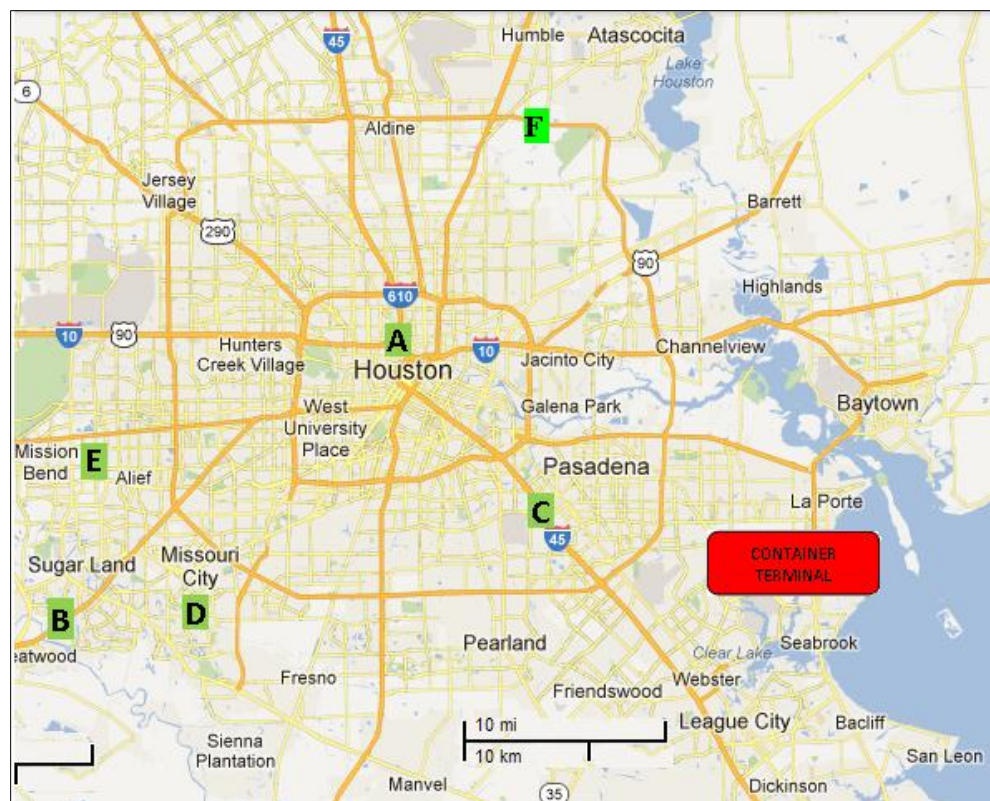 45
Humble
Atascocita
Lake
Houston
6
Aldine
F
Jersey
Village
Barrett
290
90
Highlands
610
10
90
A
Hunters
Creek Village
Houston
10
Jacinto City
Channelview
West
University
Place
Galena Park
Baytown
Mission
Bend
E
Alief
Pasadena
La Porte
C
45
CONTAINER
TERMINAL
Sugar Land
Missouri
City
B
D
eatwood
Pearland
Clear Lake
Seabrook
Fresno
Friendswood
Webster
10 mi
10 km
League City
Bacliff
Sienna
Plantation
San Leon
Manvel
35
Dickinson